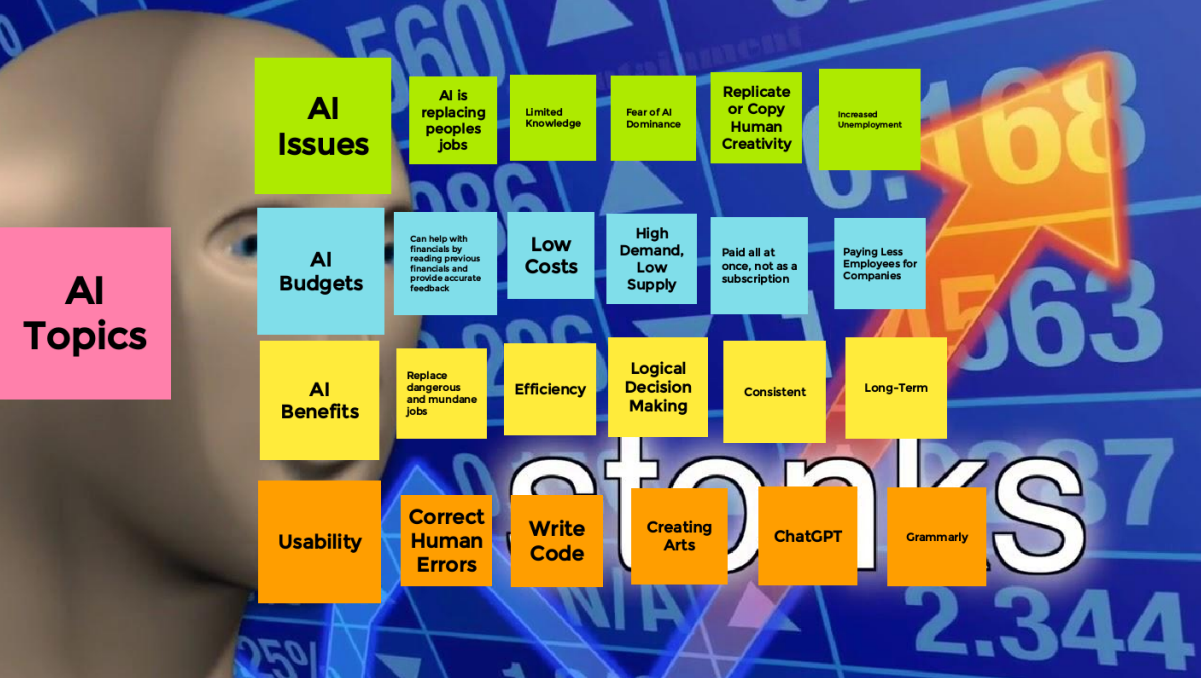 AI
Topics
AI
Issues
AI is
replacing
peoples
jobs
Limited
Knowledge
Fear of AI
Dominance
Replicate
or Copy
Human
Creativity
Increased
Unemployment
AI
Budgets
Can help with
financials by
reading previous
financials and
provide accurate
feedback
Low
Costs
High
Demand,
Low
Supply
Paid all at
once, not as a
subscription
Paying Less
Employees for
Companies
AI
Benefits
Replace
dangerous
and mundane
jobs
Efficiency
Logical
Decision
Making
Consistent
Long-Term
Usability
Correct
Human
Errors
Write
Code
Creating
Arts
ChatGPT
Grammarly
stonks
560
6.168
563
N/A
2.344
25%